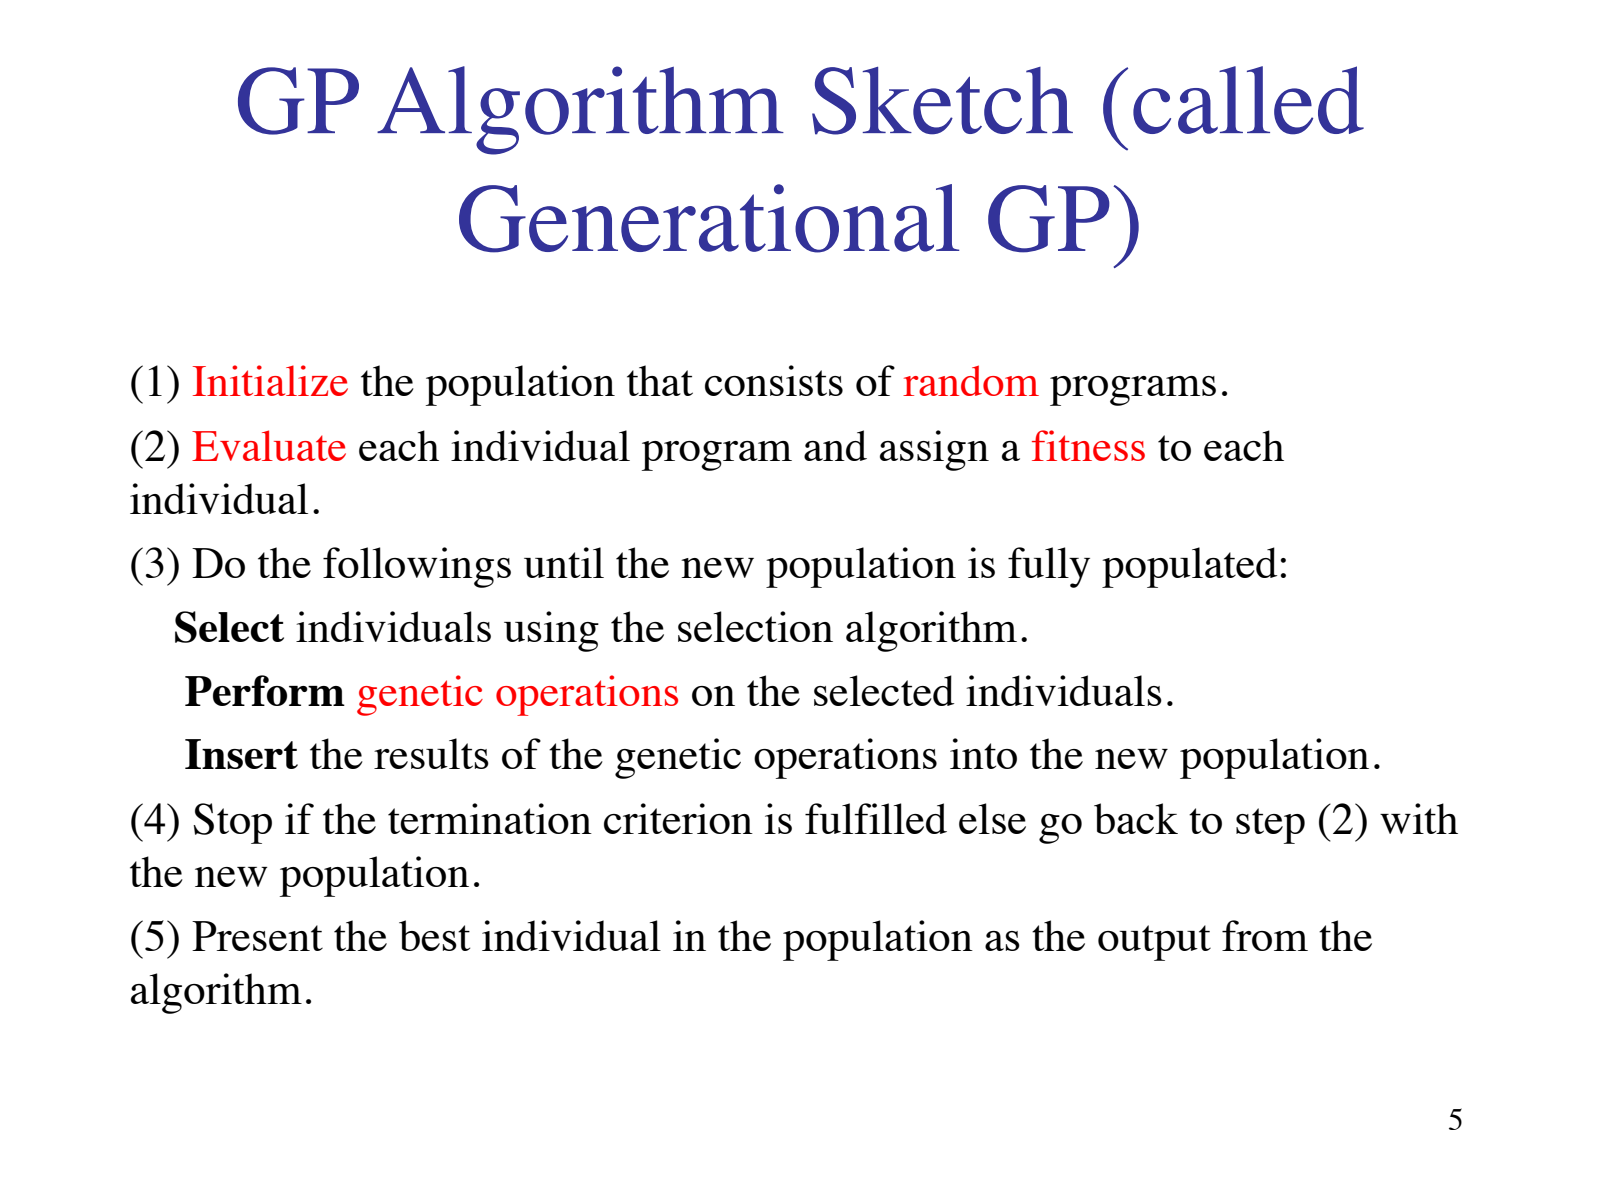 GP Algorithm Sketch (called
Generational GP)
(1) Initialize the population that consists of random programs.
(2) Evaluate each individual program and assign a fitness to each
individual.
(3) Do the followings until the new population is fully populated:
Select individuals using the selection algorithm.
Perform genetic operations on the selected individuals.
Insert the results of the genetic operations into the new population.
(4) Stop if the termination criterion is fulfilled else go back to step (2) with
the new population.
(5) Present the best individual in the population as the output from the
algorithm.
5